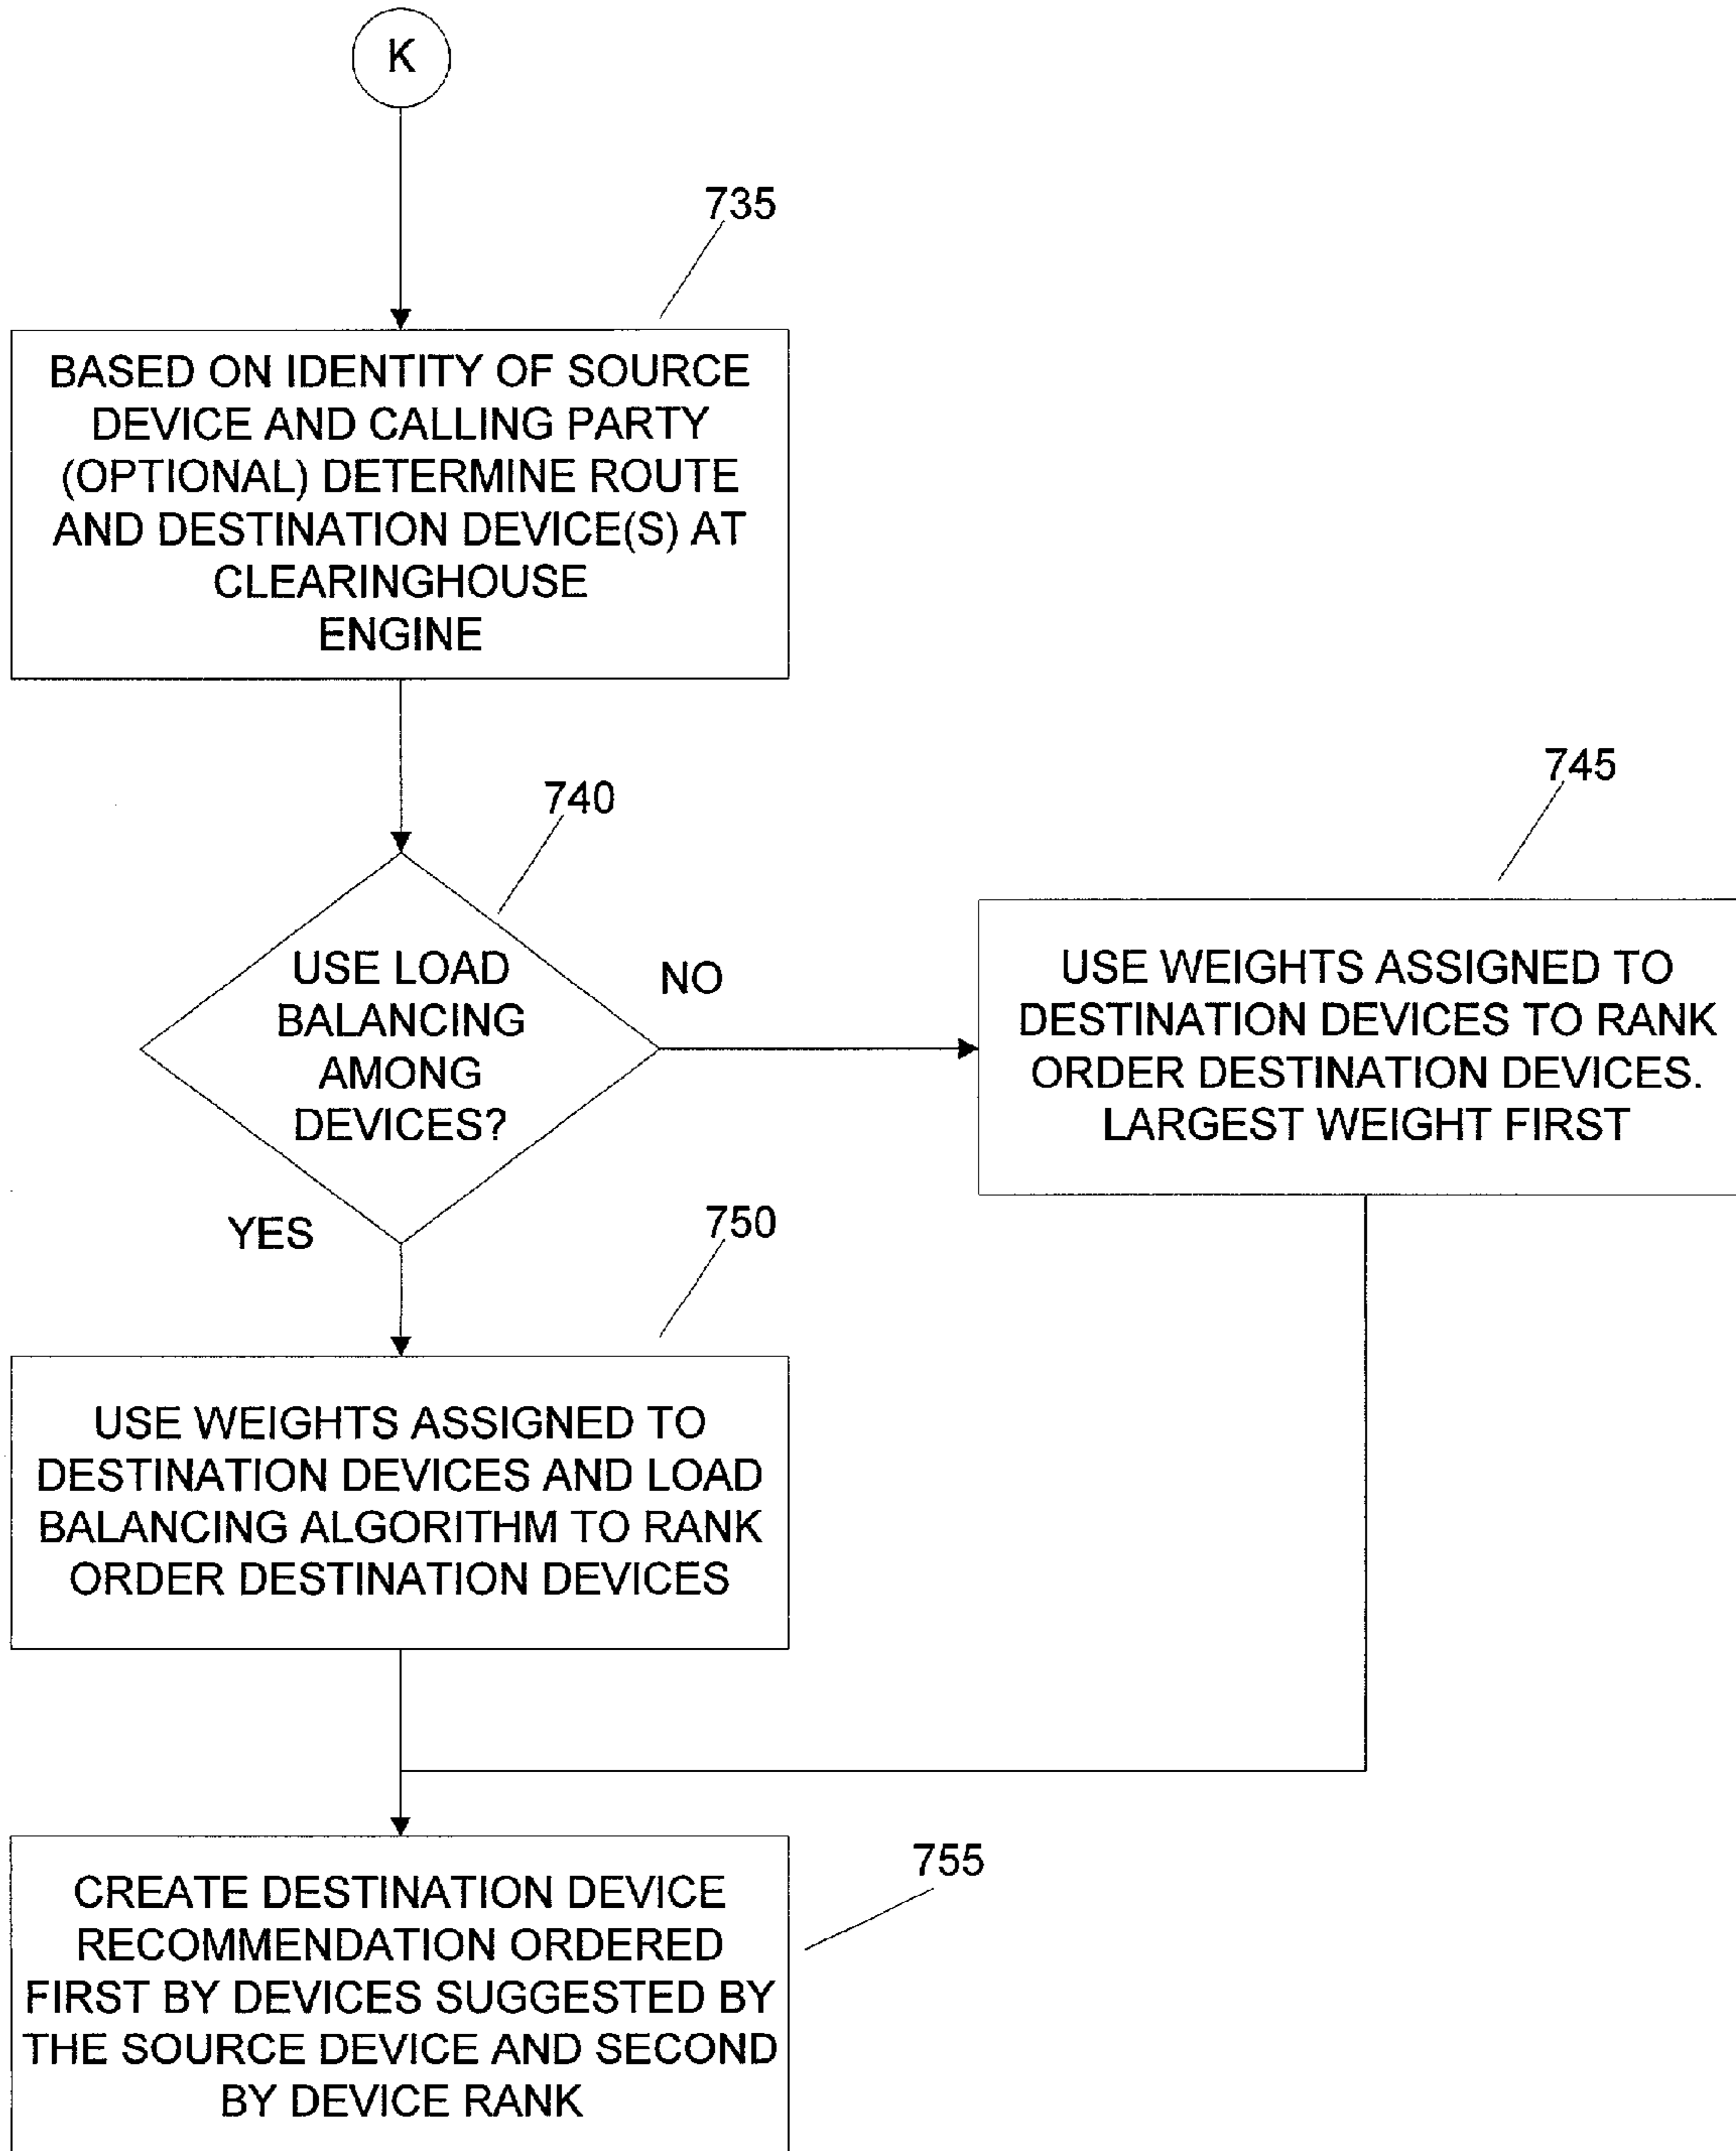 K
735
BASED ON IDENTITY OF SOURCE
DEVICE AND CALLING PARTY
(OPTIONAL) DETERMINE ROUTE
AND DESTINATION DEVICE(S) AT
CLEARINGHOUSE
ENGINE
740
USE LOAD
BALANCING
AMONG
DEVICES?
NO
745
USE WEIGHTS ASSIGNED TO
DESTINATION DEVICES TO RANK
ORDER DESTINATION DEVICES.
LARGEST WEIGHT FIRST
YES
750
USE WEIGHTS ASSIGNED TO
DESTINATION DEVICES AND LOAD
BALANCING ALGORITHM TO RANK
ORDER DESTINATION DEVICES
755
CREATE DESTINATION DEVICE
RECOMMENDATION ORDERED
FIRST BY DEVICES SUGGESTED BY
THE SOURCE DEVICE AND SECOND
BY DEVICE RANK